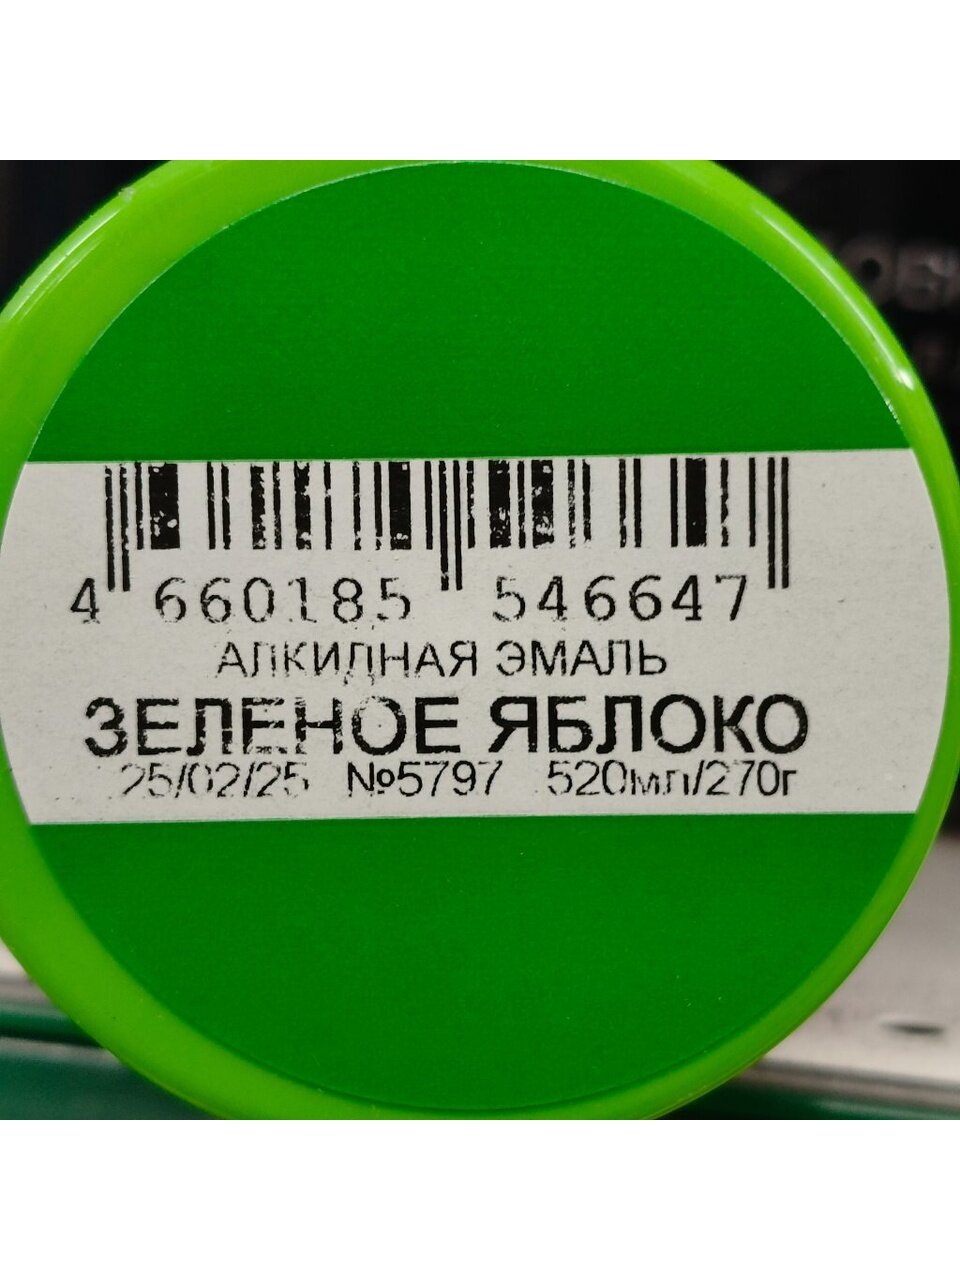 4 660185 546647
АЛКИДНАЯ ЭМАЛЬ
ЗЕЛЕНОЕ ЯБЛОКО
25/02/25 №5797 520мл/270г